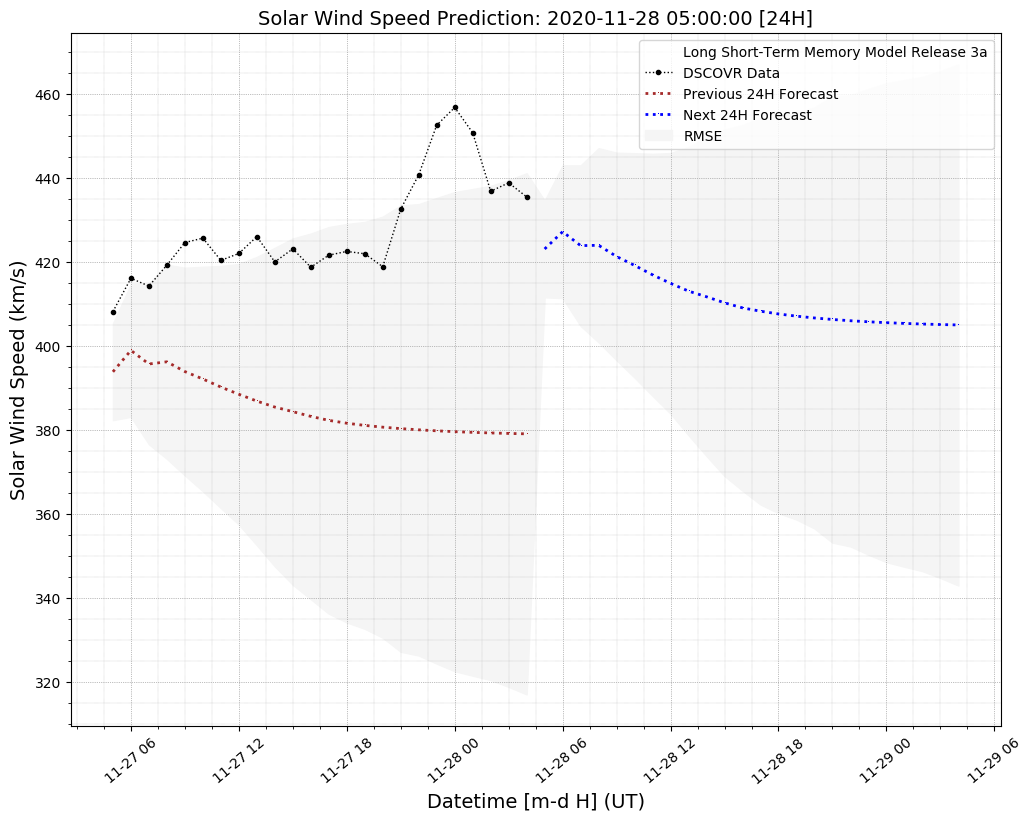 Solar Wind Speed Prediction: 2020-11-28 05:00:00 [24H]
Long Short-Term Memory Model Release 3a
DSCOVR Data
Previous 24H Forecast
Next 24H Forecast
RMSE
Solar Wind Speed (km/s)
460
440
420
400
380
360
340
320
11-27 06
11-27 12
11-27 18
11-28 00
11-28 06
11-28 12
11-28 18
11-29 00
11-29 06
Datetime [m-d H] (UT)